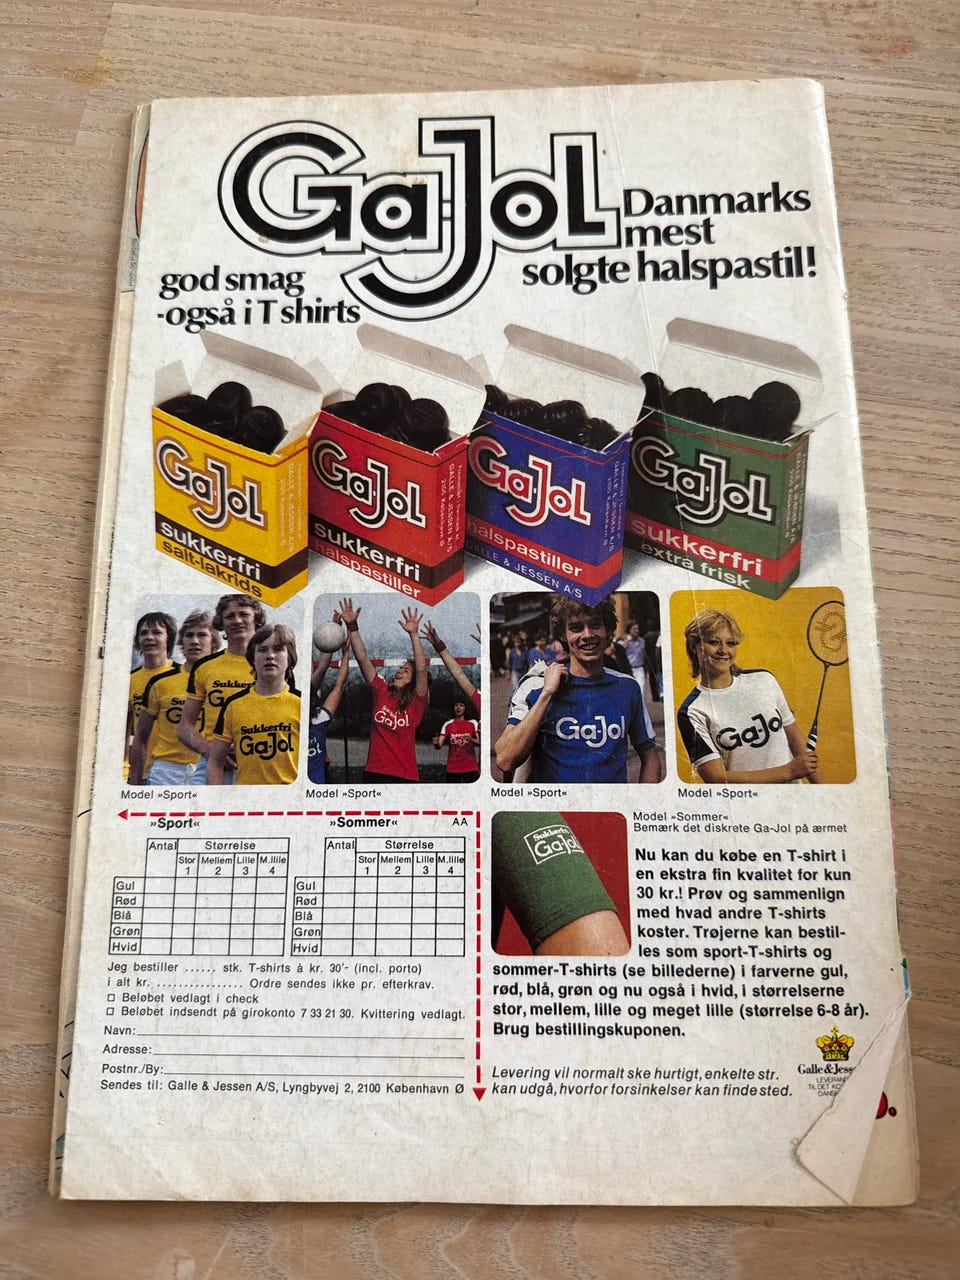 Ga-Jol
Danmarks
mest
solgte halspastil!
god smag
-også i T shirts
Ga-Jol
Sukkerfri
salt-lakrids
Ga-Jol
Sukkerfri
halspastiller
GALLE & JESSEN A/S
2100 København Ø
Ga-Jol
halspastiller
GALLE & JESSEN A/S
GALLE & JESSEN A/S
Ga-Jol
Sukkerfri
extra frisk
Sukkerfri
Ga-Jol
Sukkerfri
Ga-Jol
Ga-Jol
Ga-Jol
Model »Sport«
Model »Sport«
Model »Sport«
Model »Sport«
»Sport«
»Sommer«
AA
Antal Størrelse
Stor Mellem Lille M.lille
1 2 3 4
Gul
Rød
Blå
Grøn
Hvid
Antal Størrelse
Stor Mellem Lille M.lille
1 2 3 4
Gul
Rød
Blå
Grøn
Hvid
Jeg bestiller ...... stk. T-shirts à kr. 30'- (incl. porto)
i alt kr. ................ Ordre sendes ikke pr. efterkrav.
□ Beløbet vedlagt i check
□ Beløbet indsendt på girokonto 7 33 21 30. Kvittering vedlagt.
Navn:
Adresse:
Postnr./By:
Sendes til: Galle & Jessen A/S, Lyngbyvej 2, 2100 København Ø
Sukkerfri
Ga-Jol
Model »Sommer«
Bemærk det diskrete Ga-Jol på ærmet
Nu kan du købe en T-shirt i
en ekstra fin kvalitet for kun
30 kr.! Prøv og sammenlign
med hvad andre T-shirts
koster. Trøjerne kan bestil-
les som sport-T-shirts og
sommer-T-shirts (se billederne) i farverne gul,
rød, blå, grøn og nu også i hvid, i størrelserne
stor, mellem, lille og meget lille (størrelse 6-8 år).
Brug bestillingskuponen.
Levering vil normalt ske hurtigt, enkelte str.
kan udgå, hvorfor forsinkelser kan finde sted.
Galle & Jess
TIL DET